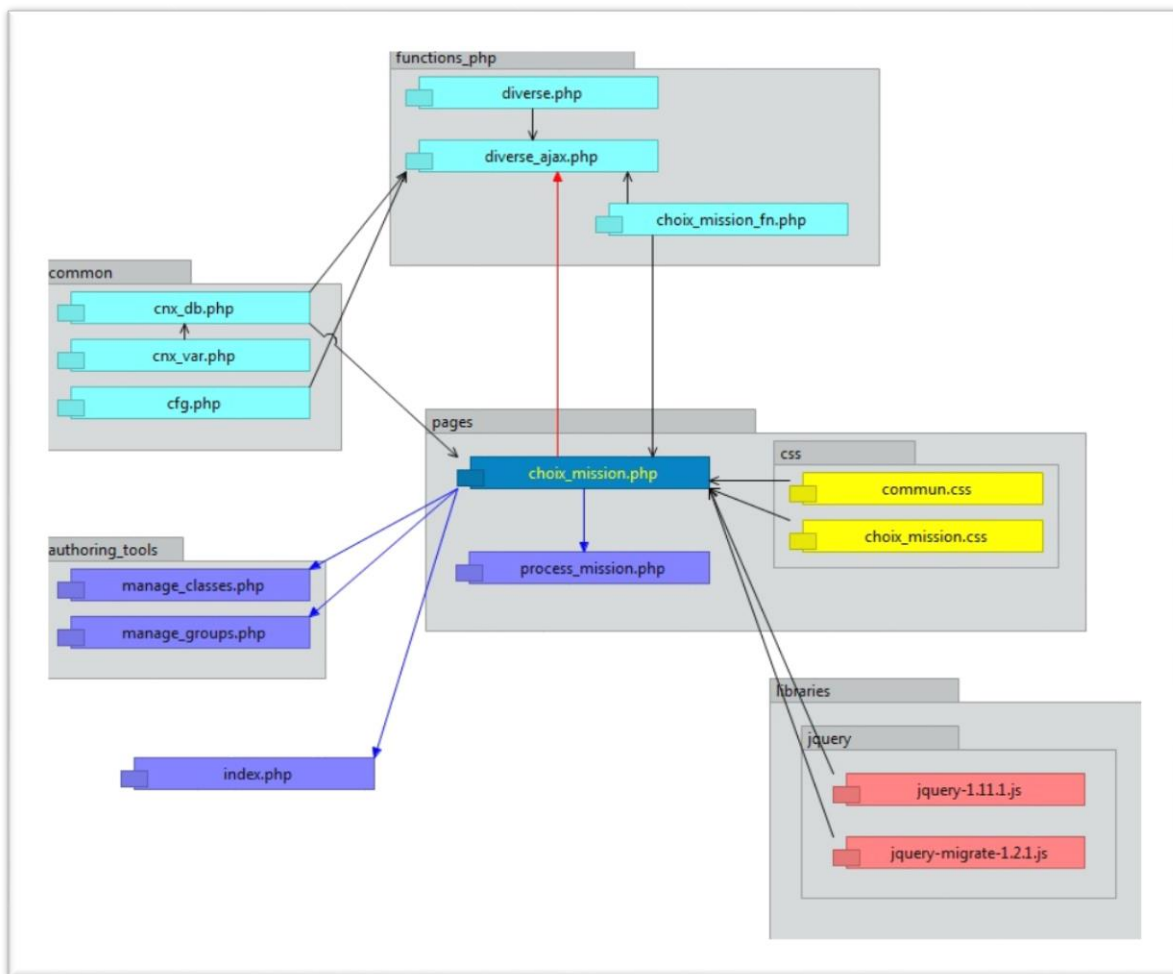 functions_php
diverse.php
diverse_ajax.php
choix_mission_fn.php
common
cnx_db.php
cnx_var.php
cfg.php
pages
choix_mission.php
css
commun.css
choix_mission.css
process_mission.php
authoring_tools
manage_classes.php
manage_groups.php
index.php
libraries
jquery
jquery-1.11.1.js
jquery-migrate-1.2.1.js